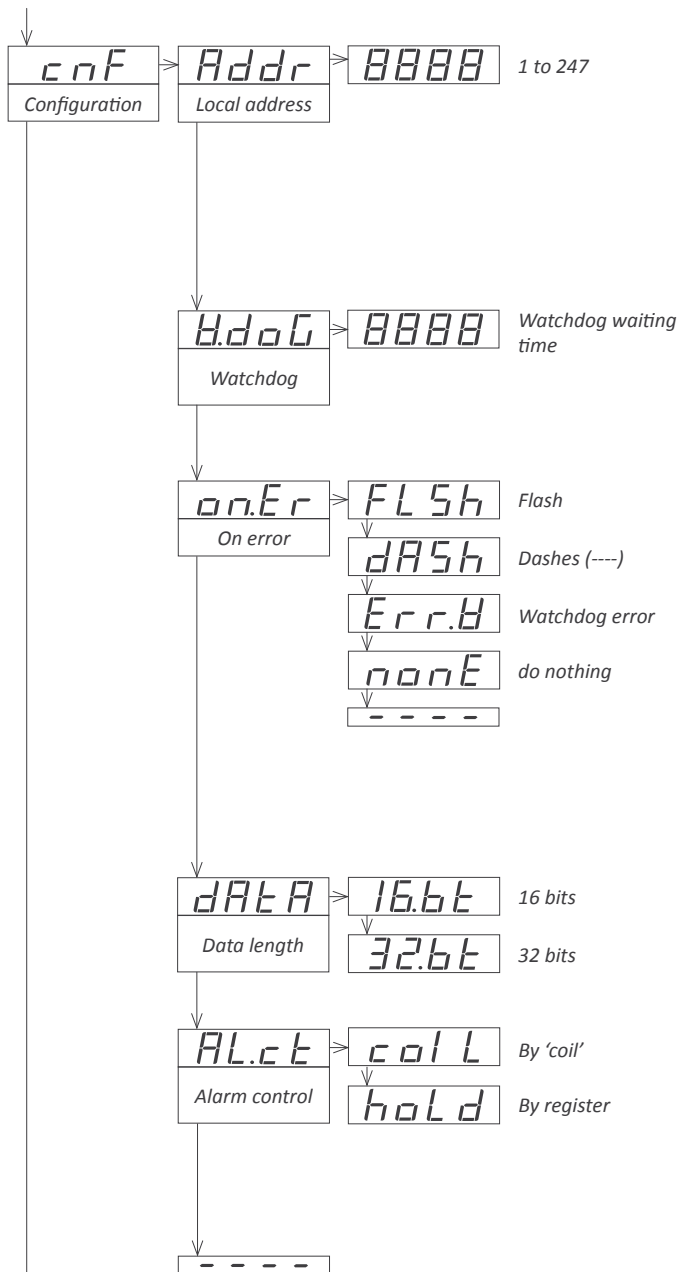 cnF Addr 8888 1 to 247
Configuration Local address
W.doG 8888 Watchdog waiting
time
Watchdog
on.Er FLSh Flash
On error
dASh Dashes (----)
Err.W Watchdog error
nonE do nothing
----
dAtA 16.bt 16 bits
Data length
32.bt 32 bits
AL.ct coIL By ‘coil’
Alarm control
hoLd By register
----